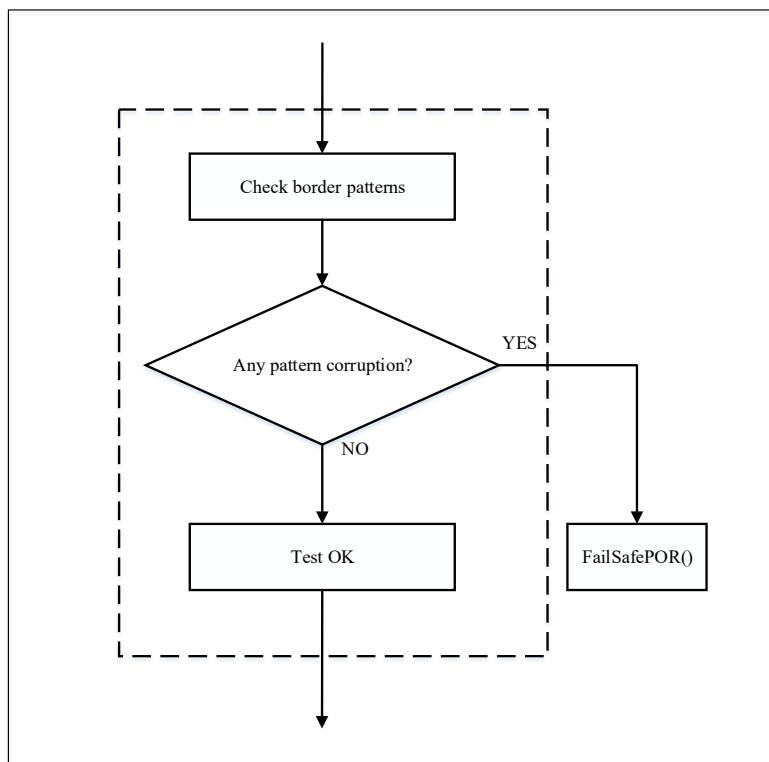 Check border patterns
Any pattern corruption?
YES
NO
Test OK
FailSafePOR()